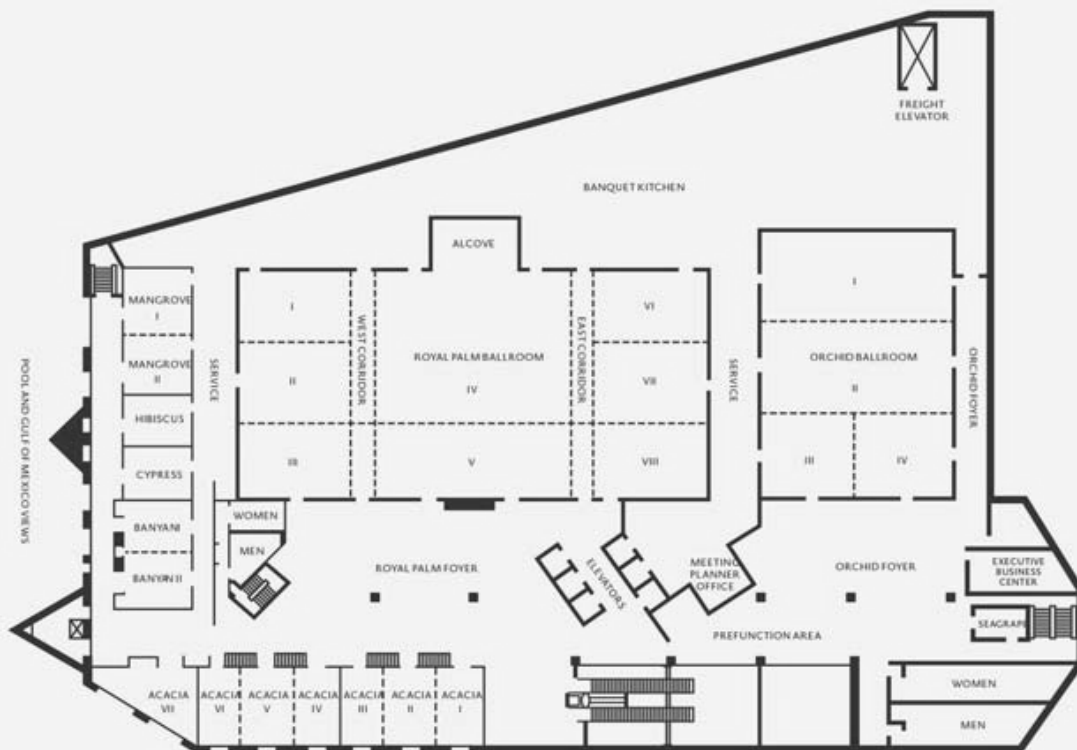 FREIGHT
ELEVATOR
BANQUET KITCHEN
ALCOVE
MANGROVE
I
MANGROVE
II
HIBISCUS
CYPRESS
BANYAN I
BANYAN II
POOL AND GULF OF MEXICO VIEWS
SERVICE
I
II
III
WEST CORRIDOR
ROYAL PALM BALLROOM
IV
V
EAST CORRIDOR
VI
VII
VIII
SERVICE
I
ORCHID BALLROOM
II
III
IV
ORCHID FOYER
WOMEN
MEN
ROYAL PALM FOYER
ELEVATORS
MEETING
PLANNER
OFFICE
ORCHID FOYER
EXECUTIVE
BUSINESS
CENTER
SEAGRAPE
PREFUNCTION AREA
ACACIA
VII
ACACIA
VI
ACACIA
V
ACACIA
IV
ACACIA
III
ACACIA
II
ACACIA
I
WOMEN
MEN